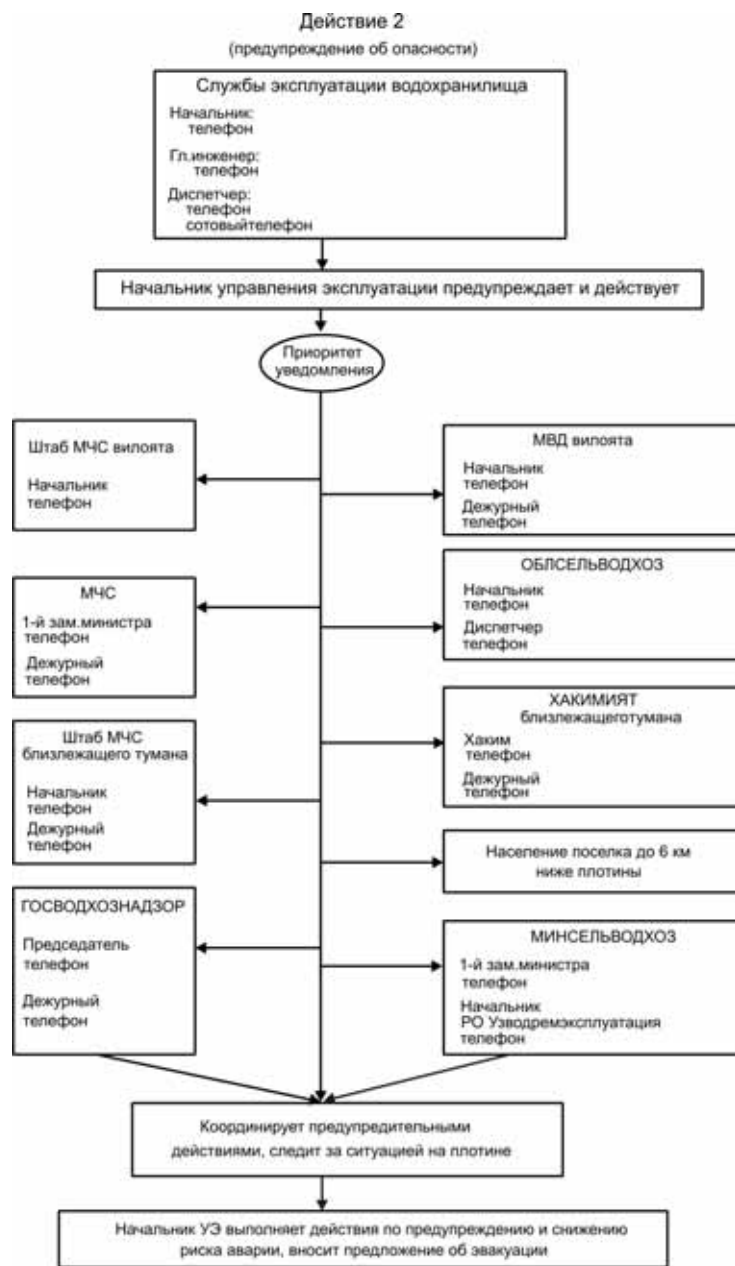 Действие 2
(предупреждение об опасности)
Службы эксплуатации водохранилища
Начальник:
телефон
Гл.инженер:
телефон
Диспетчер:
телефон
сотовыйтелефон
Начальник управления эксплуатации предупреждает и действует
Приоритет
уведомления
Штаб МЧС вилоята
Начальник
телефон
МВД вилоята
Начальник
телефон
Дежурный
телефон
МЧС
1-й зам.министра
телефон
Дежурный
телефон
ОБЛСЕЛЬВОДХОЗ
Начальник
телефон
Диспетчер
телефон
Штаб МЧС
близлежащего тумана
Начальник
телефон
Дежурный
телефон
ХАКИМИЯТ
близлежащеготумана
Хаким
телефон
Дежурный
телефон
Население поселка до 6 км
ниже плотины
ГОСВОДХОЗНАДЗОР
Председатель
телефон
Дежурный
телефон
МИНСЕЛЬВОДХОЗ
1-й зам.министра
телефон
Начальник
РО Узводремэксплуатация
телефон
Координирует предупредительными
действиями, следит за ситуацией на плотине
Начальник УЭ выполняет действия по предупреждению и снижению
риска аварии, вносит предложение об эвакуации